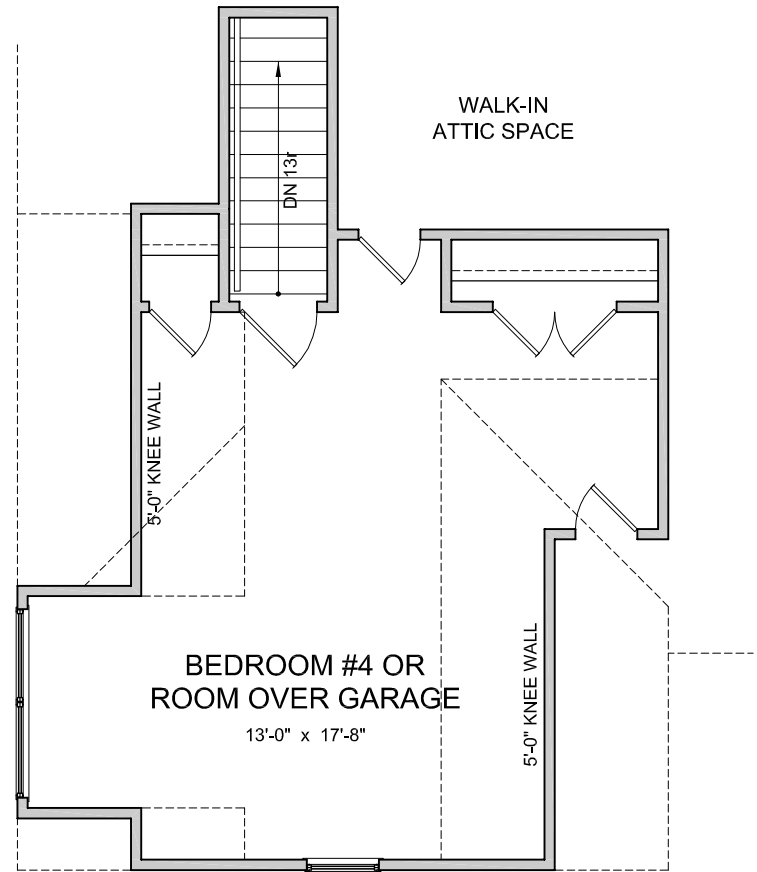 WALK-IN
ATTIC SPACE
DN 13r
5'-0" KNEE WALL
BEDROOM #4 OR
ROOM OVER GARAGE
13'-0" x 17'-8"
5'-0" KNEE WALL